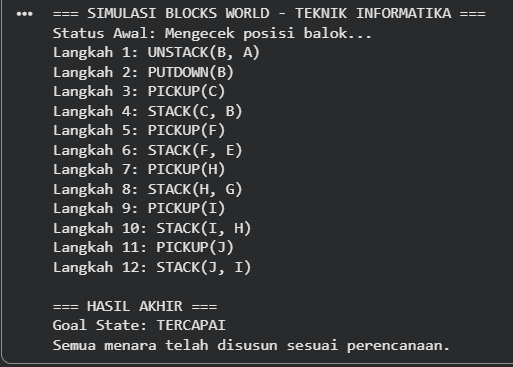 ••• === SIMULASI BLOCKS WORLD - TEKNIK INFORMATIKA ===
Status Awal: Mengecek posisi balok...
Langkah 1: UNSTACK(B, A)
Langkah 2: PUTDOWN(B)
Langkah 3: PICKUP(C)
Langkah 4: STACK(C, B)
Langkah 5: PICKUP(F)
Langkah 6: STACK(F, E)
Langkah 7: PICKUP(H)
Langkah 8: STACK(H, G)
Langkah 9: PICKUP(I)
Langkah 10: STACK(I, H)
Langkah 11: PICKUP(J)
Langkah 12: STACK(J, I)
=== HASIL AKHIR ===
Goal State: TERCAPAI
Semua menara telah disusun sesuai perencanaan.